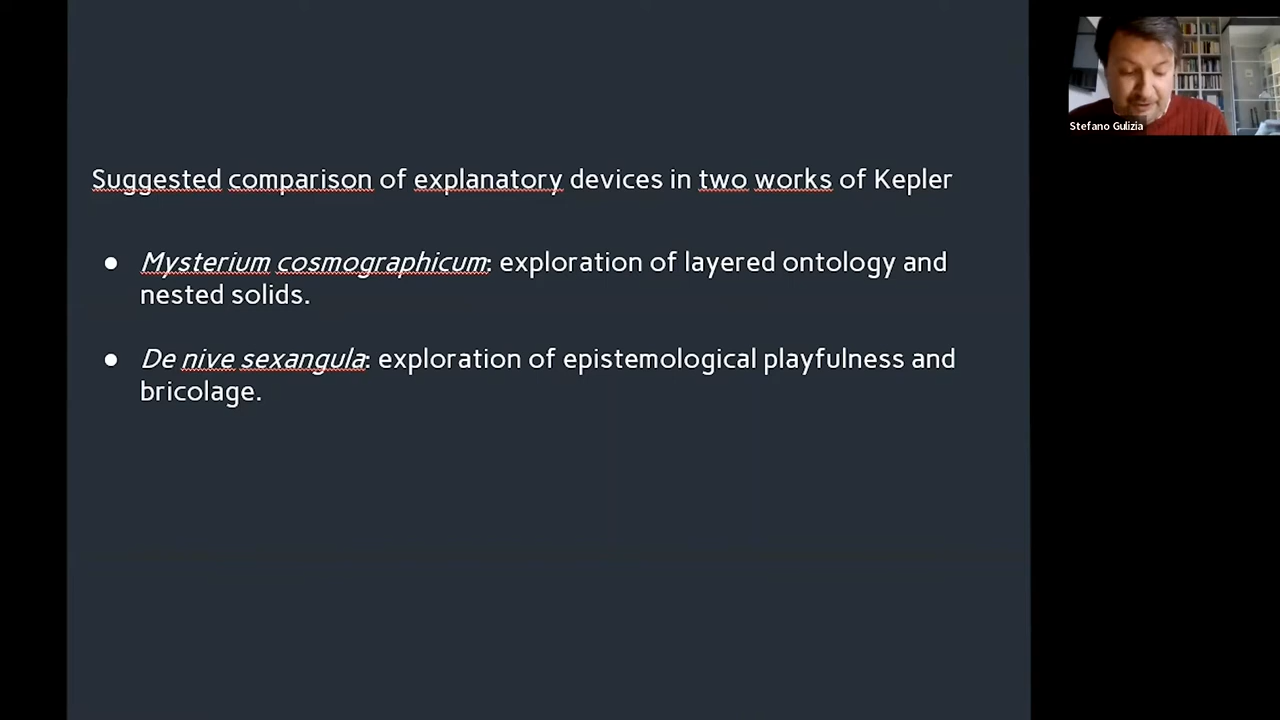 Stefano Gulizia
Suggested comparison of explanatory devices in two works of Kepler
● Mysterium cosmographicum: exploration of layered ontology and
nested solids.
● De nive sexangula: exploration of epistemological playfulness and
bricolage.